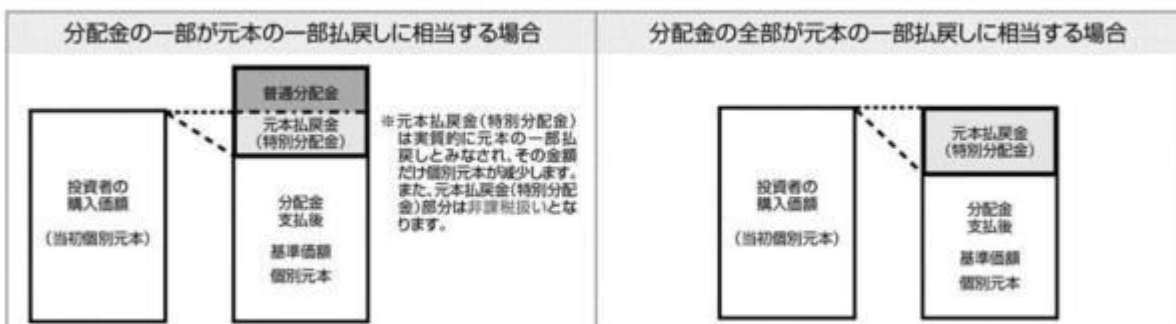 分配金の一部が元本の一部払戻しに相当する場合
普通分配金
元本払戻金
(特別分配金)
投資者の
購入価額
(当初個別元本)
分配金
支払後
基準価額
個別元本
※元本払戻金(特別分配金)
は実質的に元本の一部払
戻しとみなされ、その金額
だけ個別元本が減少します。
また、元本払戻金(特別分配
金)部分は非課税扱いとな
ります。
分配金の全部が元本の一部払戻しに相当する場合
元本払戻金
(特別分配金)
投資者の
購入価額
(当初個別元本)
分配金
支払後
基準価額
個別元本